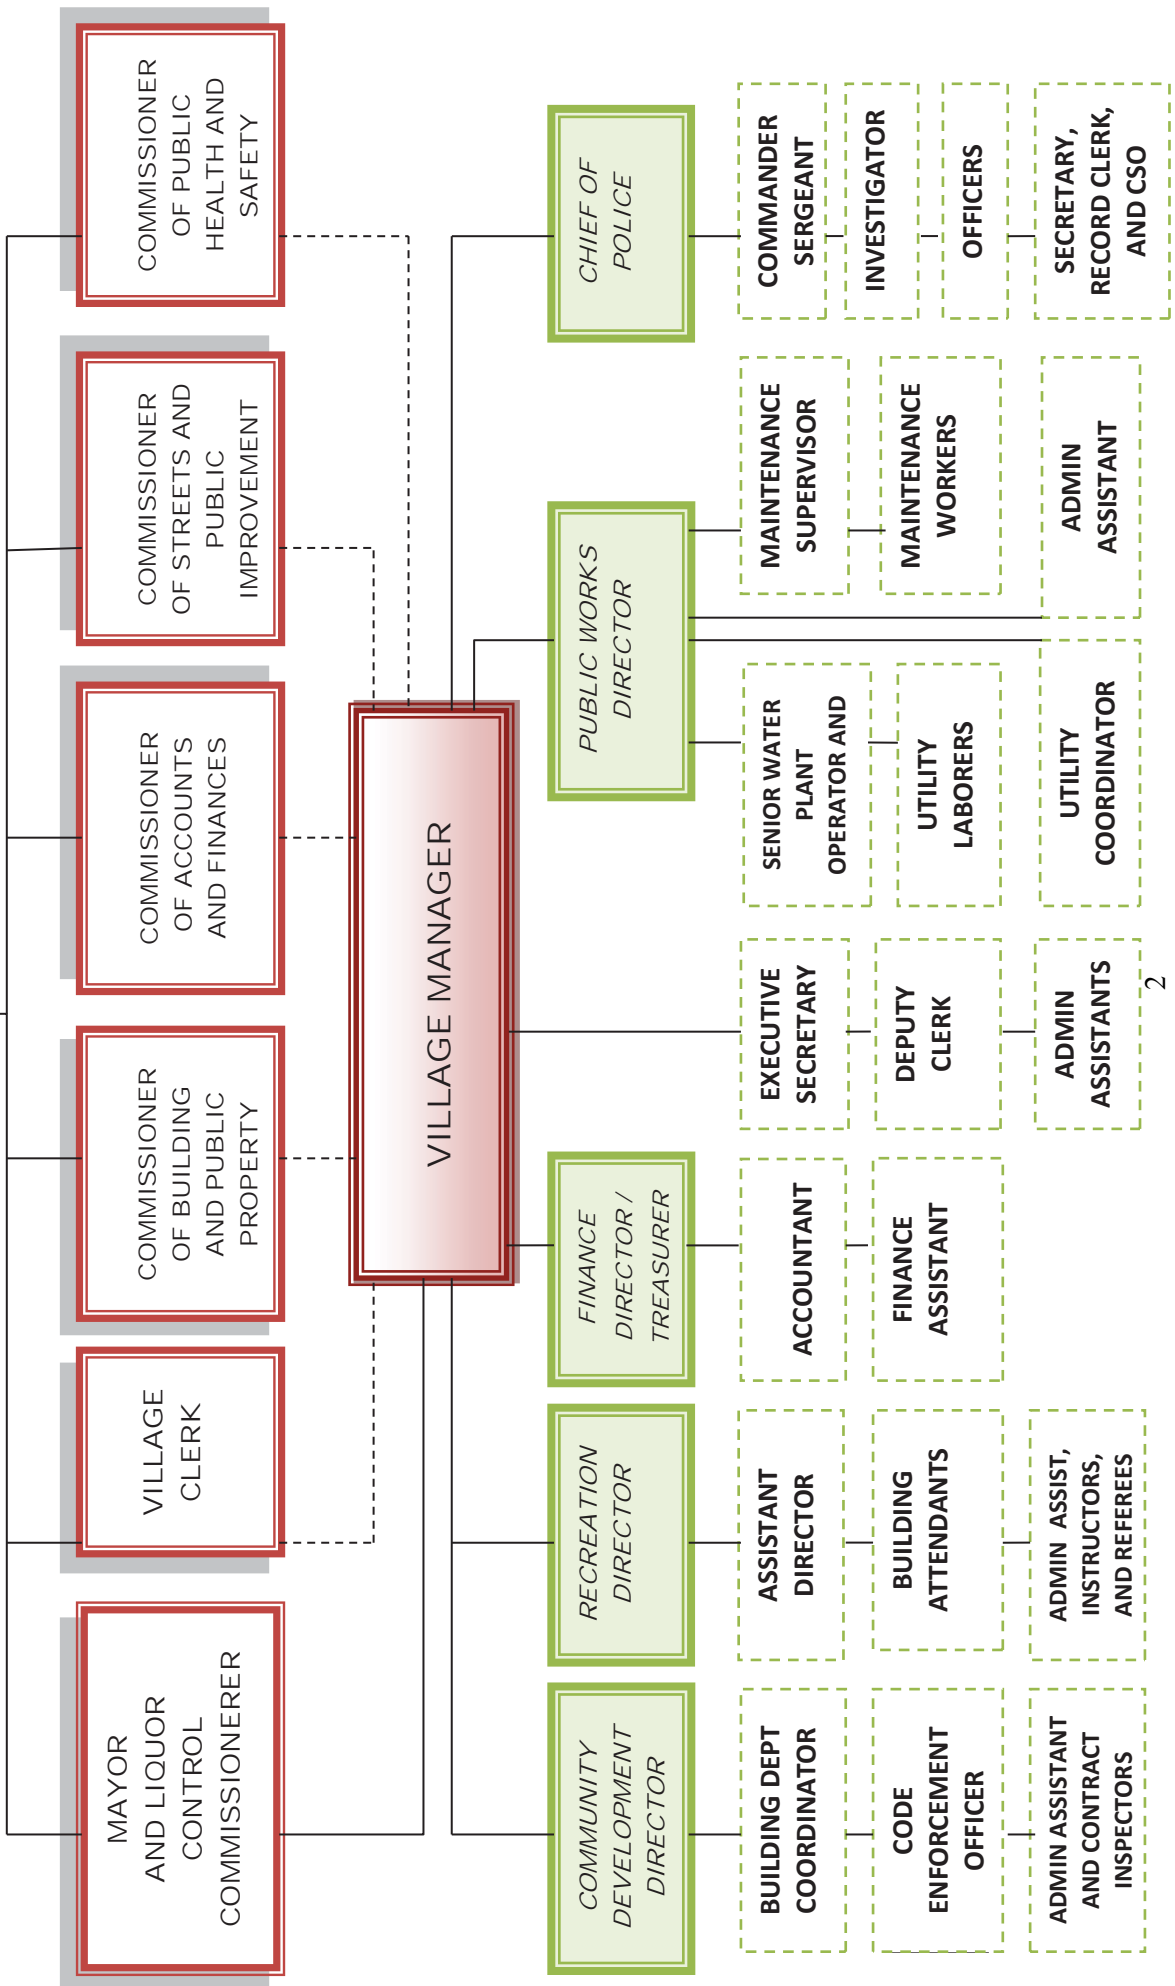 MAYOR
AND LIQUOR
CONTROL
COMMISSIONERER
VILLAGE
CLERK
COMMISSIONER
OF BUILDING
AND PUBLIC
PROPERTY
COMMISSIONER
OF ACCOUNTS
AND FINANCES
COMMISSIONER
OF STREETS AND
PUBLIC
IMPROVEMENT
COMMISSIONER
OF PUBLIC
HEALTH AND
SAFETY
VILLAGE MANAGER
COMMUNITY
DEVELOPMENT
DIRECTOR
RECREATION
DIRECTOR
FINANCE
DIRECTOR /
TREASURER
PUBLIC WORKS
DIRECTOR
CHIEF OF
POLICE
BUILDING DEPT
COORDINATOR
CODE
ENFORCEMENT
OFFICER
ADMIN ASSISTANT
AND CONTRACT
INSPECTORS
ASSISTANT
DIRECTOR
BUILDING
ATTENDANTS
ADMIN ASSIST,
INSTRUCTORS,
AND REFEREES
ACCOUNTANT
FINANCE
ASSISTANT
EXECUTIVE
SECRETARY
DEPUTY
CLERK
ADMIN
ASSISTANTS
SENIOR WATER
PLANT
OPERATOR AND
UTILITY
LABORERS
UTILITY
COORDINATOR
MAINTENANCE
SUPERVISOR
MAINTENANCE
WORKERS
ADMIN
ASSISTANT
COMMANDER
SERGEANT
INVESTIGATOR
OFFICERS
SECRETARY,
RECORD CLERK,
AND CSO
2